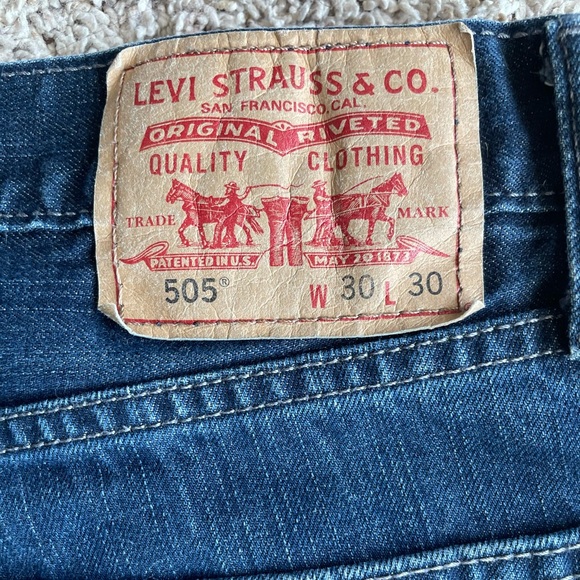 LEVI STRAUSS & CO.
SAN FRANCISCO, CAL.
ORIGINAL RIVETED
QUALITY CLOTHING
TRADE MARK
PATENTED IN U.S. MAY 20 1873
505® W 30 L 30